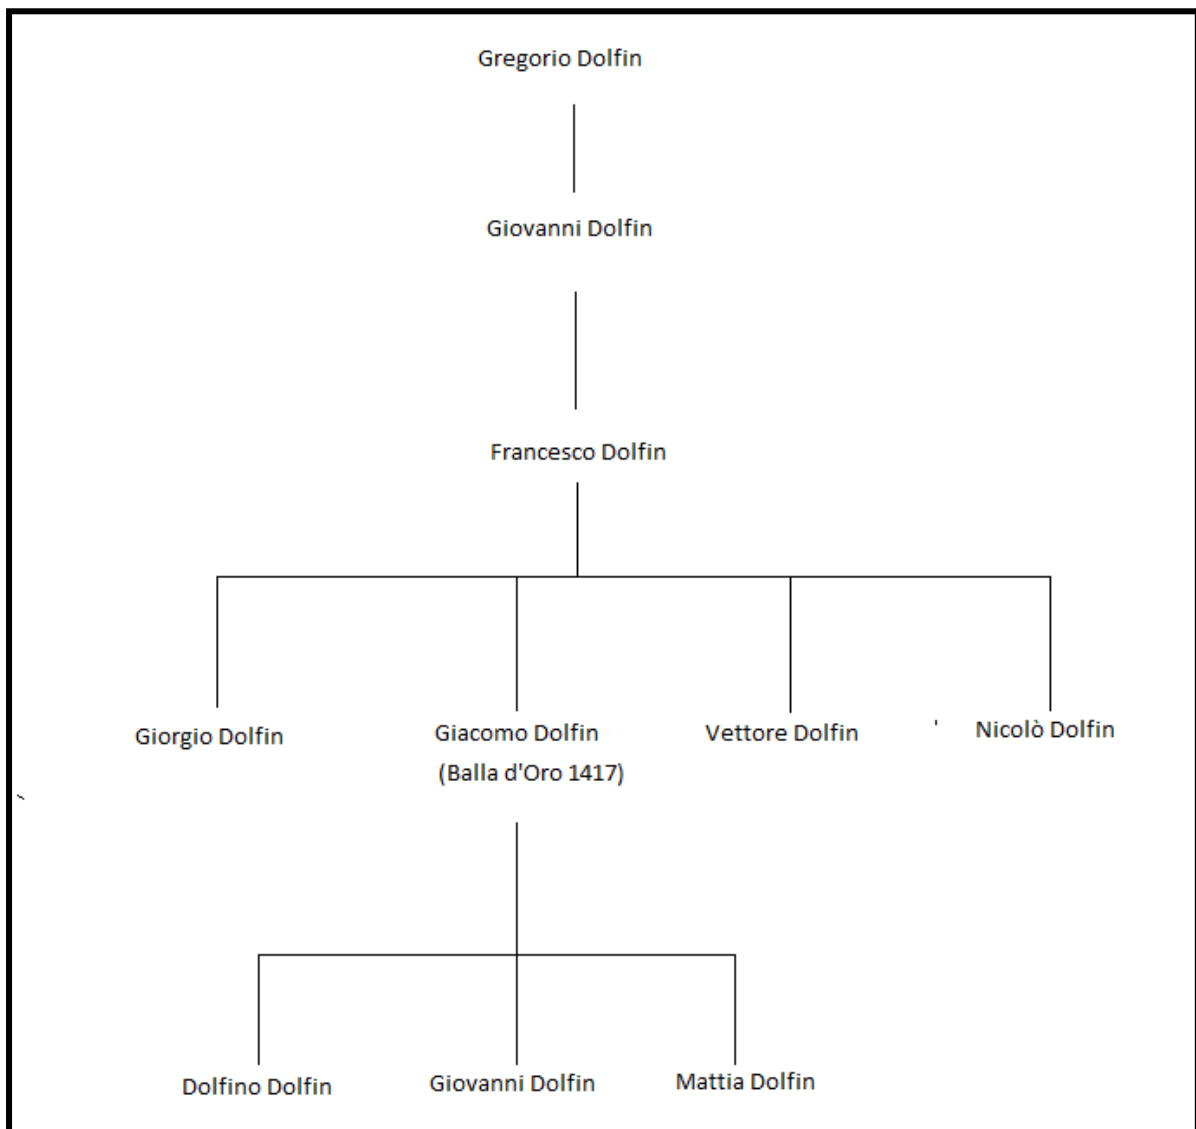 Gregorio Dolfin
Giovanni Dolfin
Francesco Dolfin
Giorgio Dolfin
Giacomo Dolfin
(Balla d'Oro 1417)
Vettore Dolfin
Nicolò Dolfin
Dolfino Dolfin
Giovanni Dolfin
Mattia Dolfin